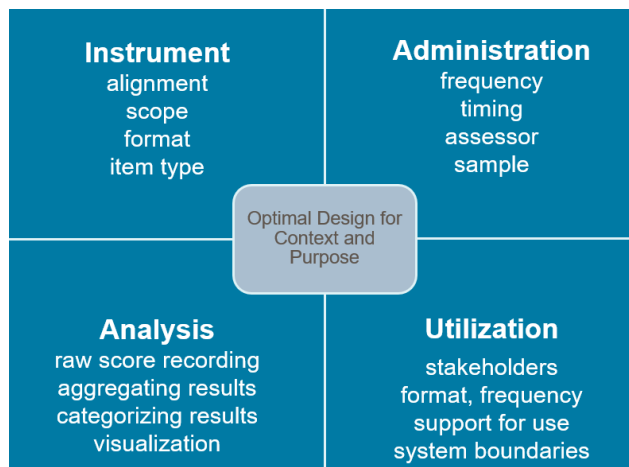 Instrument
alignment
scope
format
item type
Administration
frequency
timing
assessor
sample
Optimal Design for
Context and
Purpose
Analysis
raw score recording
aggregating results
categorizing results
visualization
Utilization
stakeholders
format, frequency
support for use
system boundaries